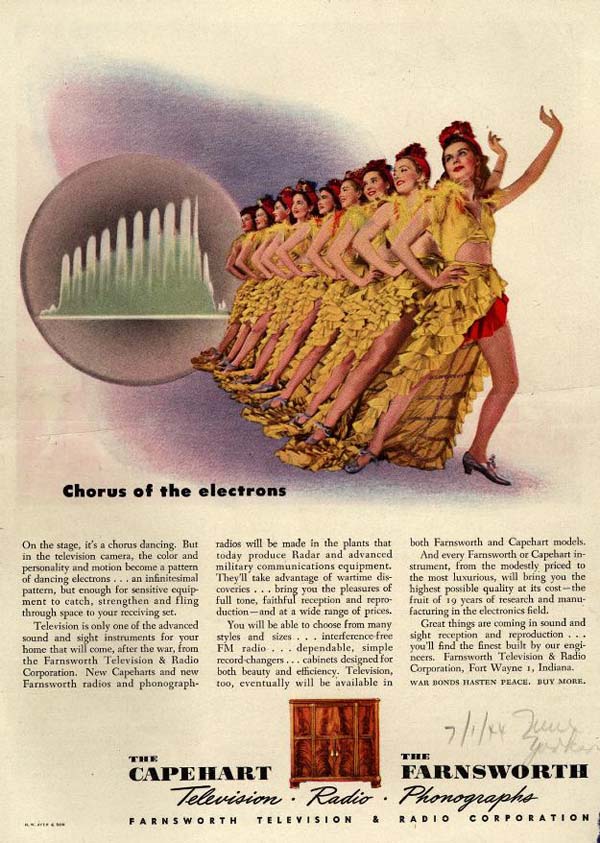 Chorus of the electrons
On the stage, it's a chorus dancing. But
in the television camera, the color and
personality and motion become a pattern
of dancing electrons . . . an infinitesimal
pattern, but enough for sensitive equip-
ment to catch, strengthen and fling
through space to your receiving set.
Television is only one of the advanced
sound and sight instruments for your
home that will come, after the war, from
the Farnsworth Television & Radio
Corporation. New Capeharts and new
Farnsworth radios and phonograph-
radios will be made in the plants that
today produce Radar and advanced
military communications equipment.
They'll take advantage of wartime dis-
coveries . . . bring you the pleasures of
full tone, faithful reception and repro-
duction—and at a wide range of prices.
You will be able to choose from many
styles and sizes . . . interference-free
FM radio . . . dependable, simple
record-changers . . . cabinets designed for
both beauty and efficiency. Television,
too, eventually will be available in
both Farnsworth and Capehart models.
And every Farnsworth or Capehart in-
strument, from the modestly priced to
the most luxurious, will bring you the
highest possible quality at its cost—the
fruit of 19 years of research and manu-
facturing in the electronics field.
Great things are coming in sound and
sight reception and reproduction . . .
you'll find the finest built by our engi-
neers. Farnsworth Television & Radio
Corporation, Fort Wayne 1, Indiana.
WAR BONDS HASTEN PEACE. BUY MORE.
7/1/44
THE
CAPEHART
THE
FARNSWORTH
Television · Radio · Phonographs
FARNSWORTH TELEVISION & RADIO CORPORATION
N. W. AYER & SON